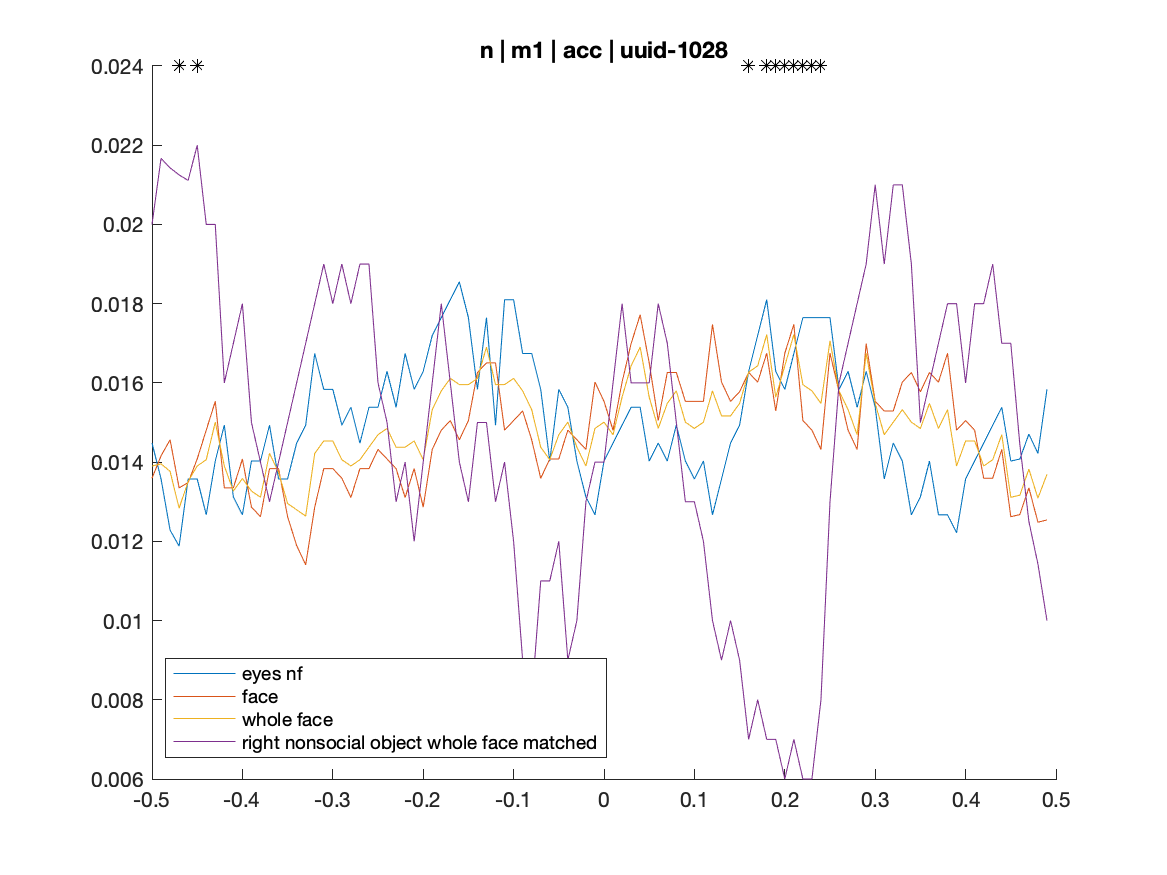 n | m1 | acc | uuid-1028
0.024
0.022
0.02
0.018
0.016
0.014
0.012
0.01
0.008
0.006
eyes nf
face
whole face
right nonsocial object whole face matched
-0.5 -0.4 -0.3 -0.2 -0.1 0 0.1 0.2 0.3 0.4 0.5